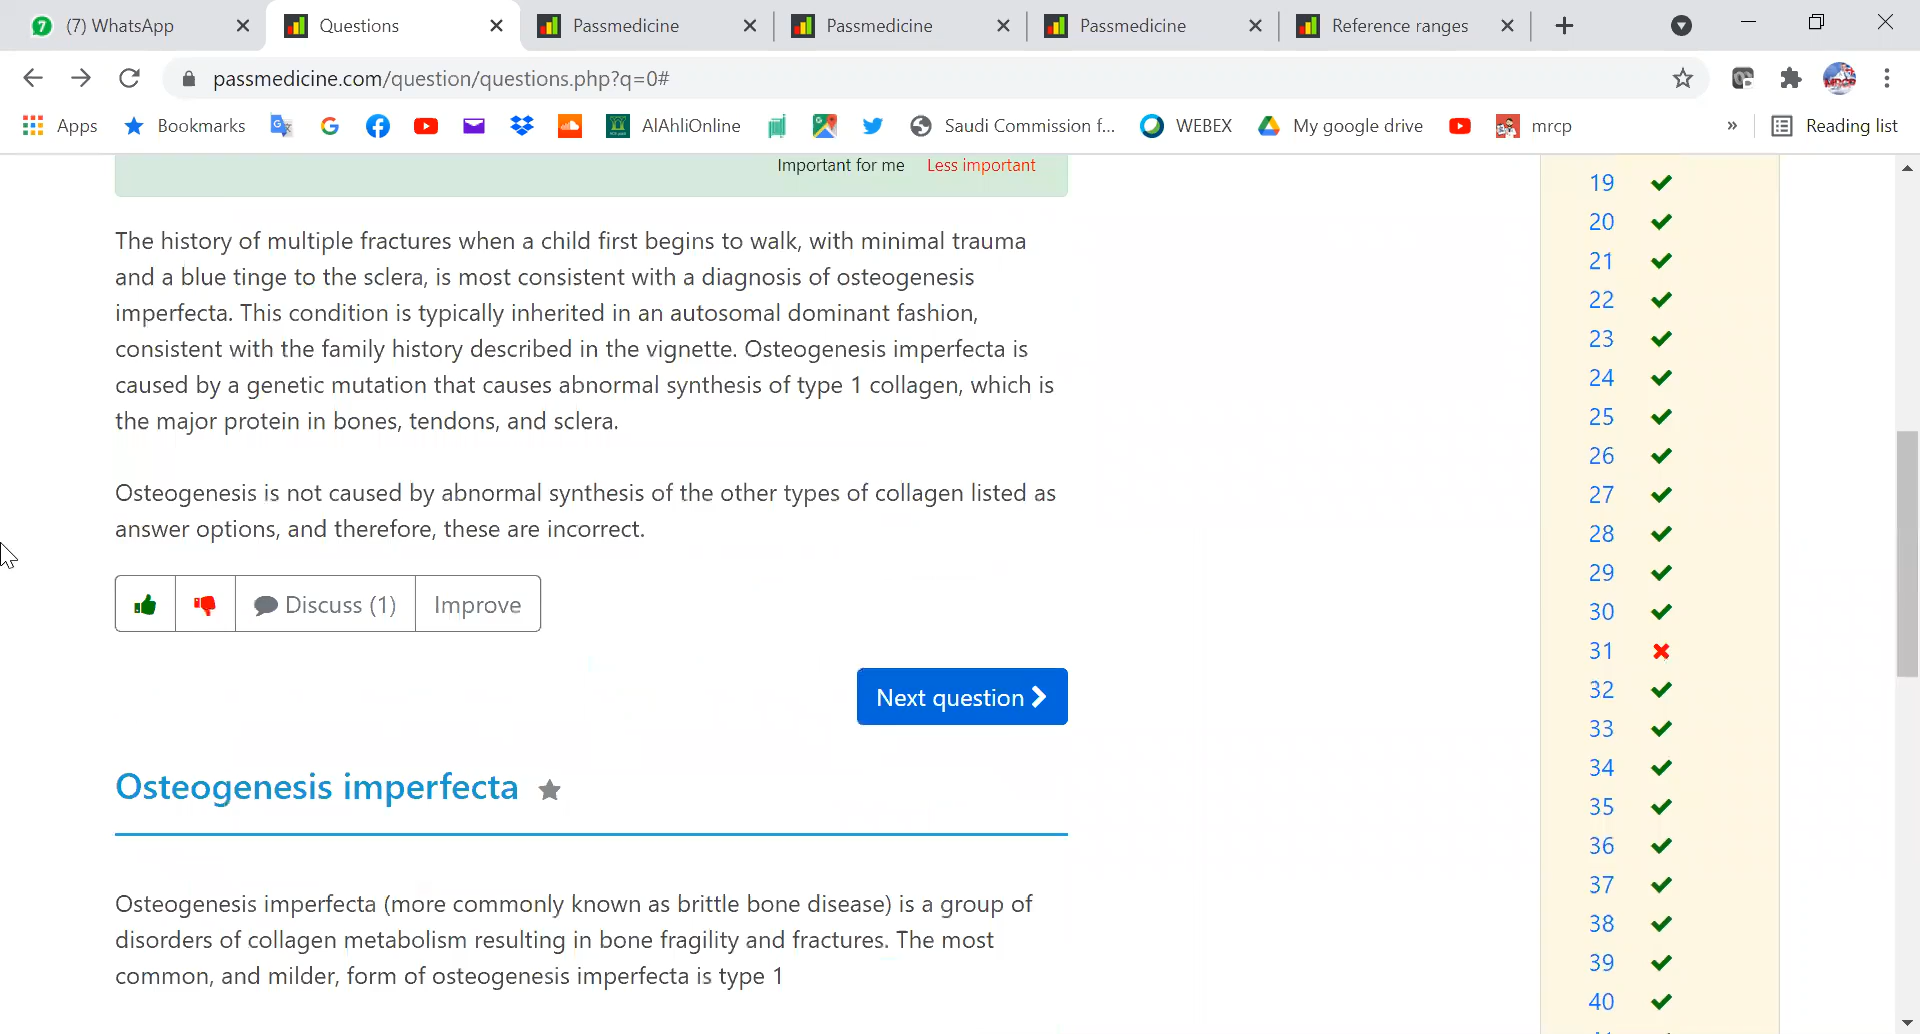 (7) WhatsApp
Questions
Passmedicine
Passmedicine
Passmedicine
Reference ranges
passmedicine.com/question/questions.php?q=0#
Apps
Bookmarks
AlAhliOnline
Saudi Commission f...
WEBEX
My google drive
mrcp
»
Reading list
Important for me Less important
The history of multiple fractures when a child first begins to walk, with minimal trauma
and a blue tinge to the sclera, is most consistent with a diagnosis of osteogenesis
imperfecta. This condition is typically inherited in an autosomal dominant fashion,
consistent with the family history described in the vignette. Osteogenesis imperfecta is
caused by a genetic mutation that causes abnormal synthesis of type 1 collagen, which is
the major protein in bones, tendons, and sclera.
Osteogenesis is not caused by abnormal synthesis of the other types of collagen listed as
answer options, and therefore, these are incorrect.
Discuss (1)
Improve
Next question
Osteogenesis imperfecta
Osteogenesis imperfecta (more commonly known as brittle bone disease) is a group of
disorders of collagen metabolism resulting in bone fragility and fractures. The most
common, and milder, form of osteogenesis imperfecta is type 1
19
20
21
22
23
24
25
26
27
28
29
30
31
32
33
34
35
36
37
38
39
40